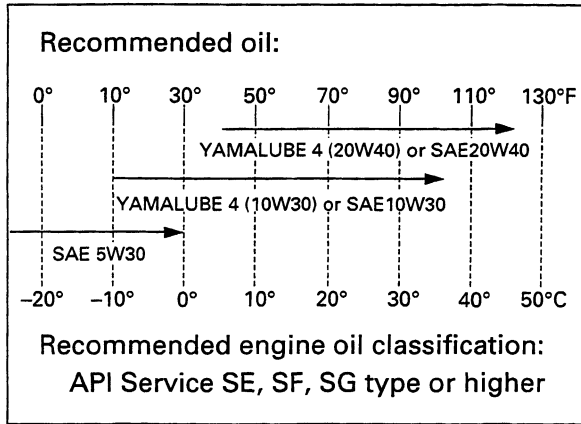 Recommended oil:
0° 10° 30° 50° 70° 90° 110° 130°F
YAMALUBE 4 (20W40) or SAE20W40
YAMALUBE 4 (10W30) or SAE10W30
SAE 5W30
–20° –10° 0° 10° 20° 30° 40° 50°C
Recommended engine oil classification:
API Service SE, SF, SG type or higher